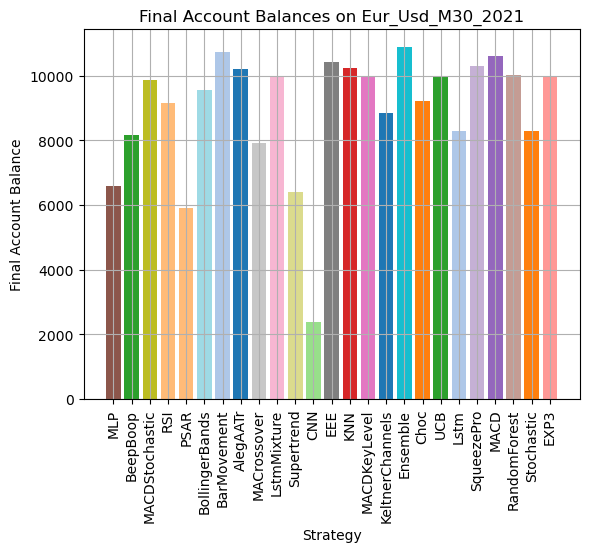 Final Account Balances on Eur_Usd_M30_2021
Final Account Balance
10000
8000
6000
4000
2000
0
MLP
BeepBoop
MACDStochastic
RSI
PSAR
BollingerBands
BarMovement
AlegAATr
MACrossover
LstmMixture
Supertrend
CNN
EEE
KNN
MACDKeyLevel
KeltnerChannels
Ensemble
Choc
UCB
Lstm
SqueezePro
MACD
RandomForest
Stochastic
EXP3
Strategy